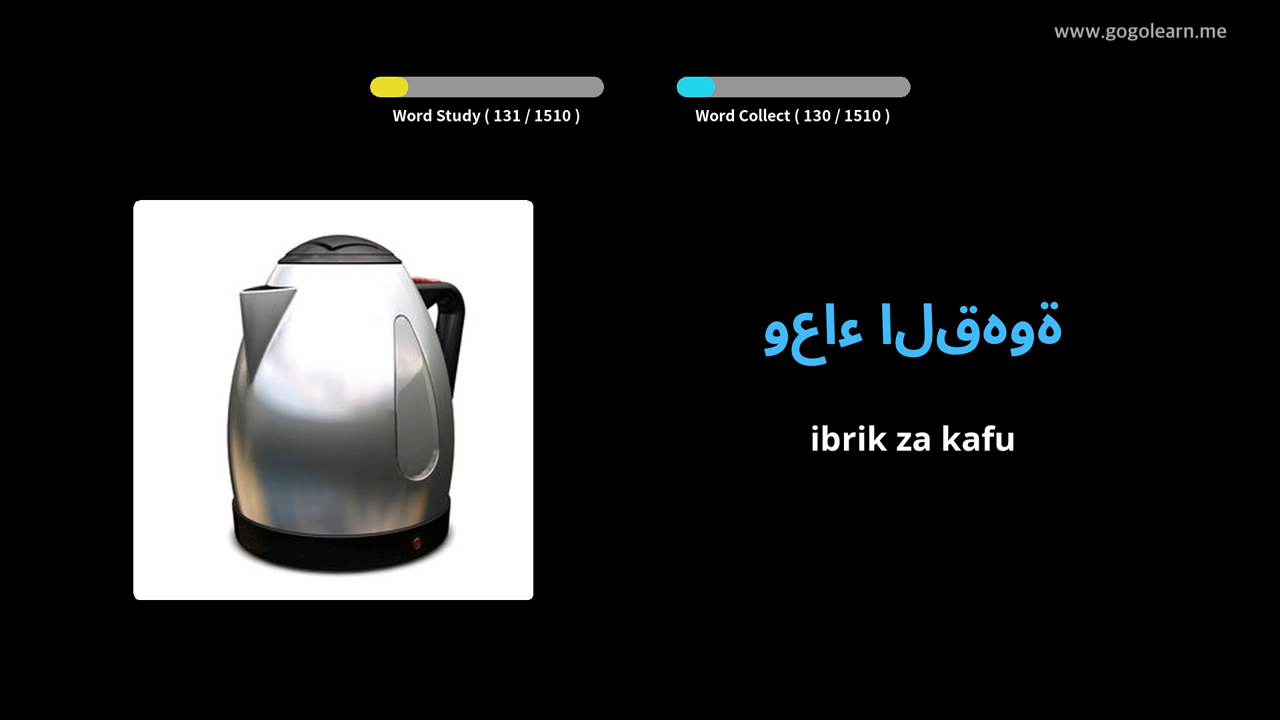 www.gogolearn.me
Word Study ( 131 / 1510 )
Word Collect ( 130 / 1510 )
وعاء القهوة
ibrik za kafu